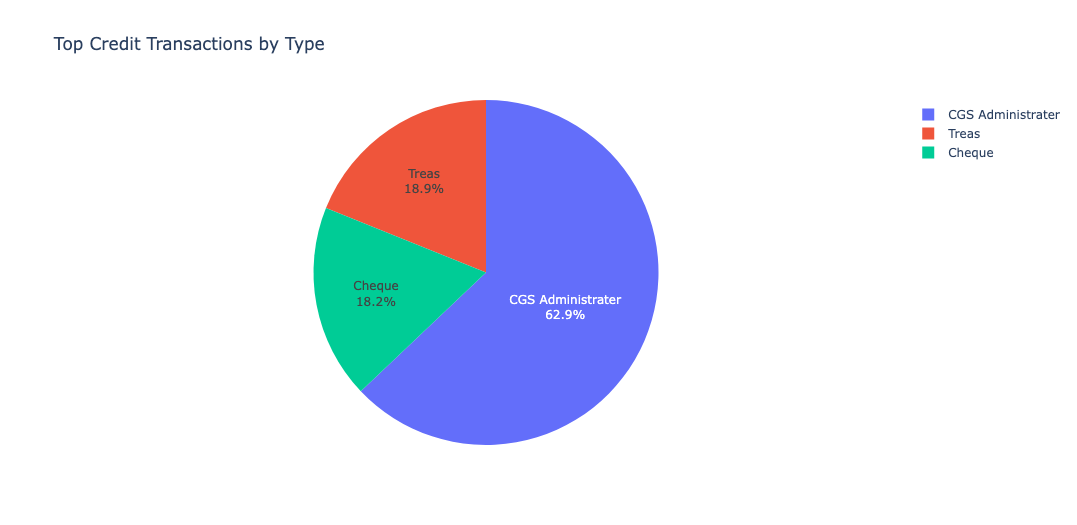 Top Credit Transactions by Type
CGS Administrater
Treas
Cheque
Treas
18.9%
Cheque
18.2%
CGS Administrater
62.9%